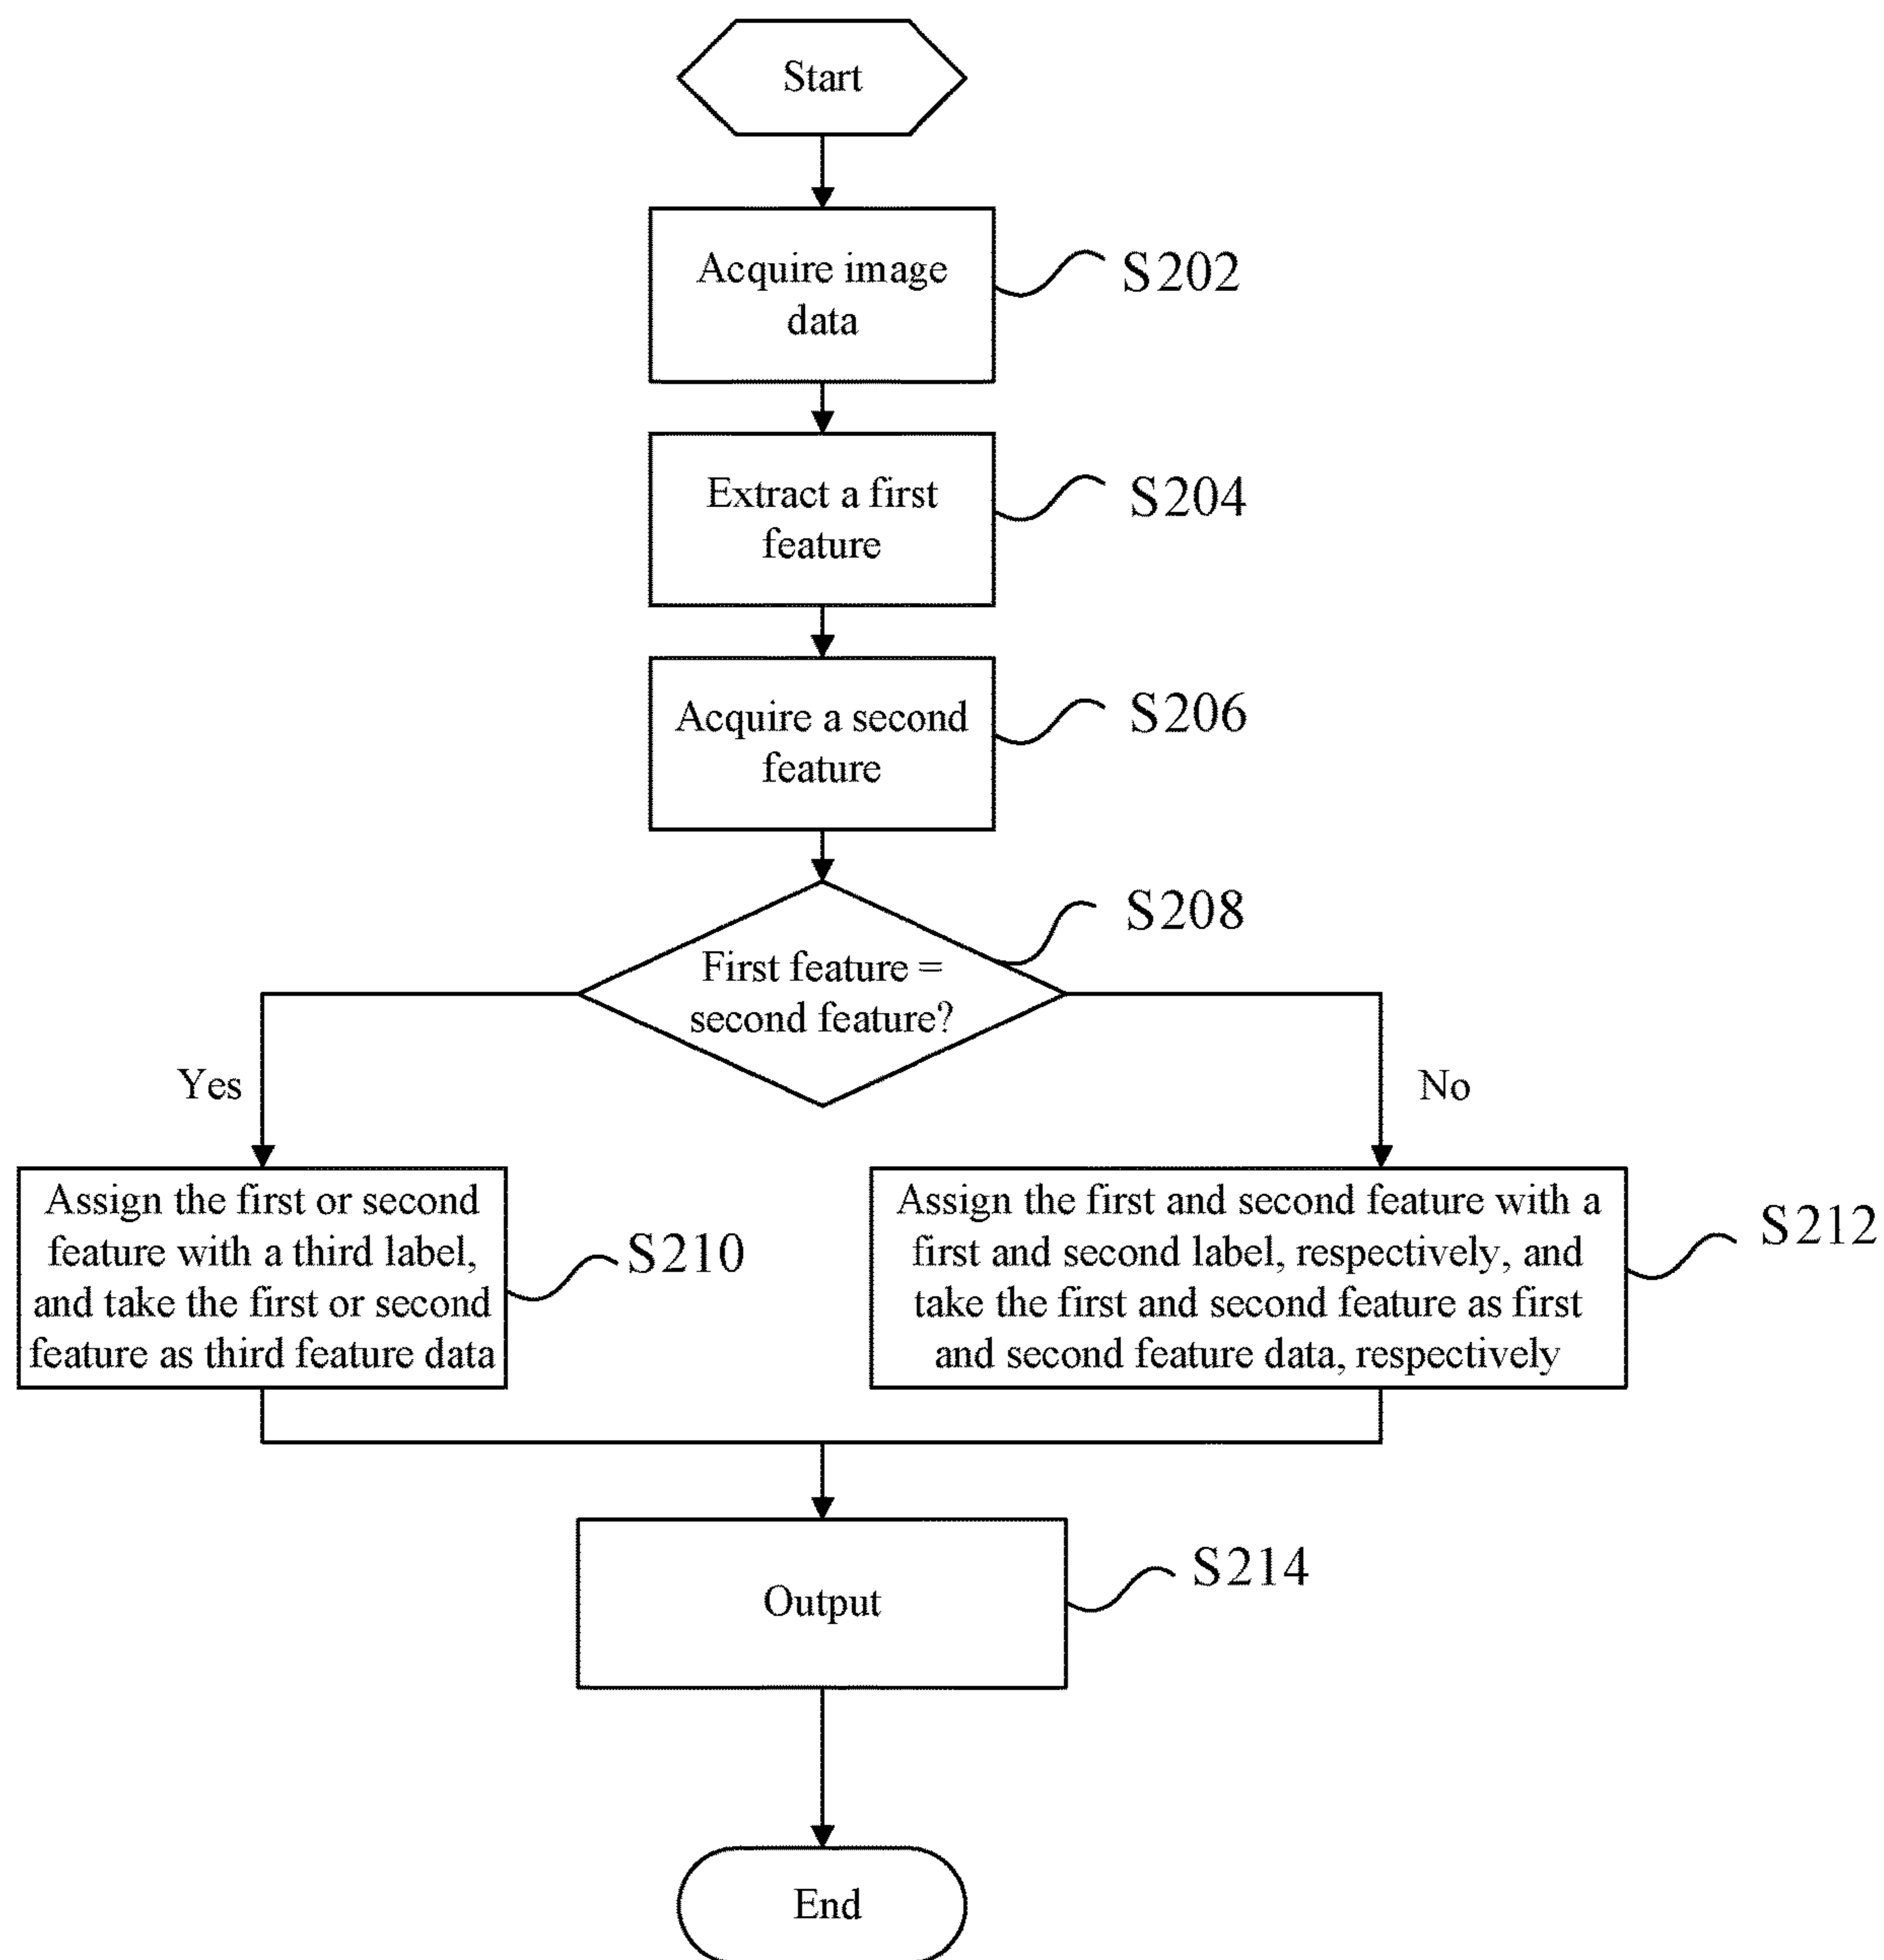 Start
Acquire image
data
S202
Extract a first
feature
S204
Acquire a second
feature
S206
S208
First feature =
second feature?
Yes
No
Assign the first or second
feature with a third label,
and take the first or second
feature as third feature data
S210
Assign the first and second feature with a
first and second label, respectively, and
take the first and second feature as first
and second feature data, respectively
S212
Output
S214
End